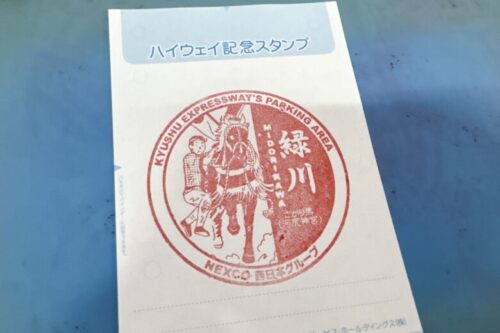 ハイウェイ記念スタンプ
KYUSHU EXPRESSWAY'S PARKING AREA
MIDORIKAWA
緑川
NEXCO 西日本グループ